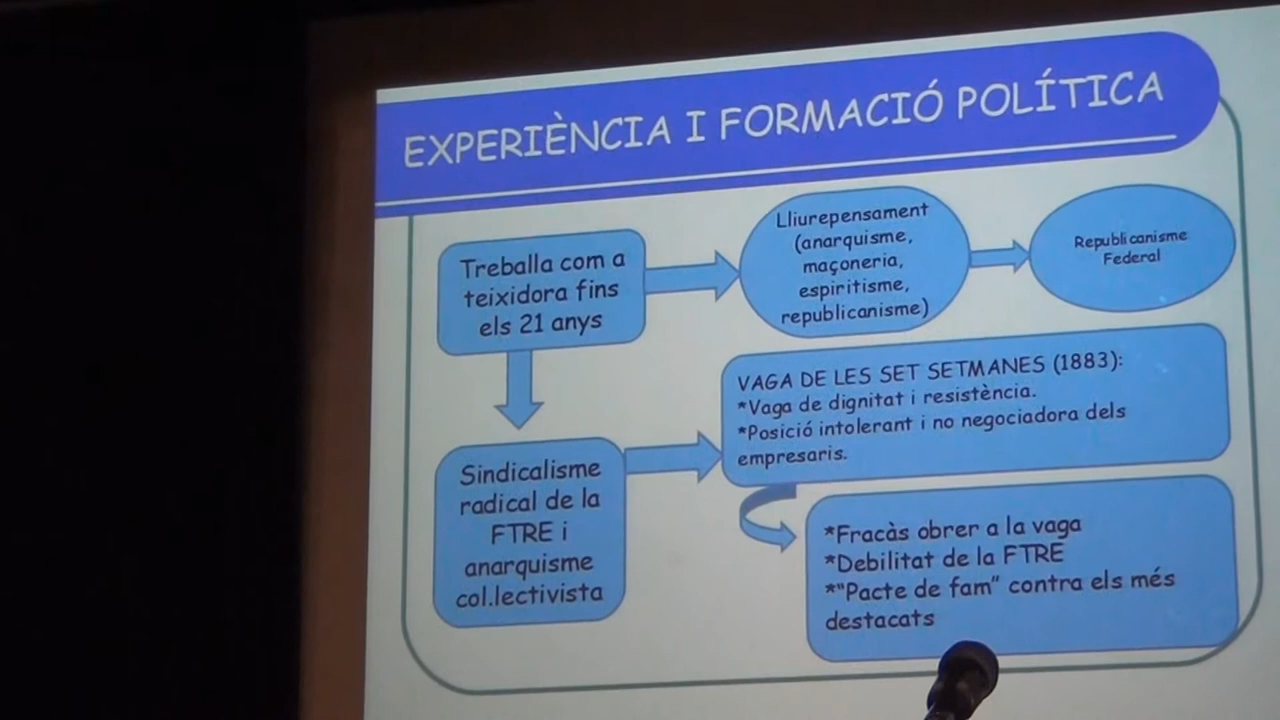 EXPERIÈNCIA I FORMACIÓ POLÍTICA
Treballa com a
teixidora fins
els 21 anys
Lliurepensament
(anarquisme,
maçoneria,
espiritisme,
republicanisme)
Republicanisme
Federal
VAGA DE LES SET SETMANES (1883):
*Vaga de dignitat i resistència.
*Posició intolerant i no negociadora dels
empresaris.
Sindicalisme
radical de la
FTRE i
anarquisme
col.lectivista
*Fracàs obrer a la vaga
*Debilitat de la FTRE
*"Pacte de fam" contra els més
destacats